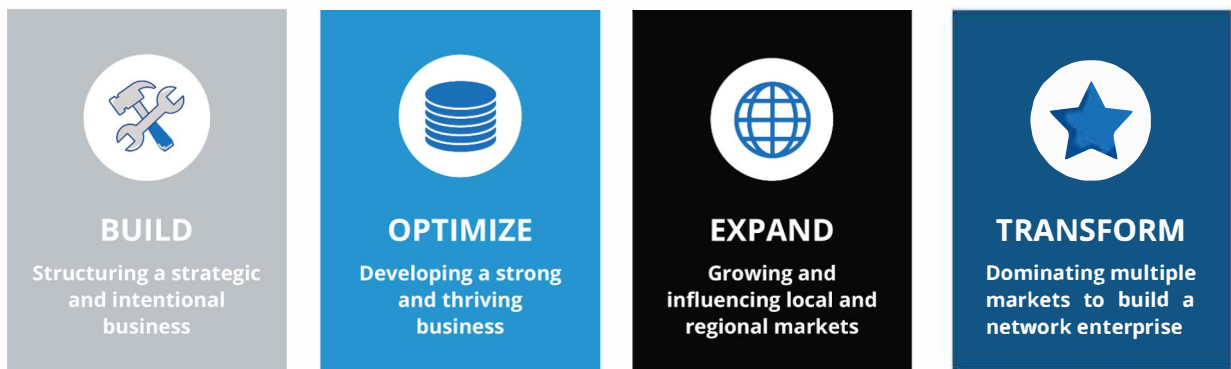 BUILD
Structuring a strategic
and intentional
business
OPTIMIZE
Developing a strong
and thriving
business
EXPAND
Growing and
influencing local and
regional markets
TRANSFORM
Dominating multiple
markets to build a
network enterprise